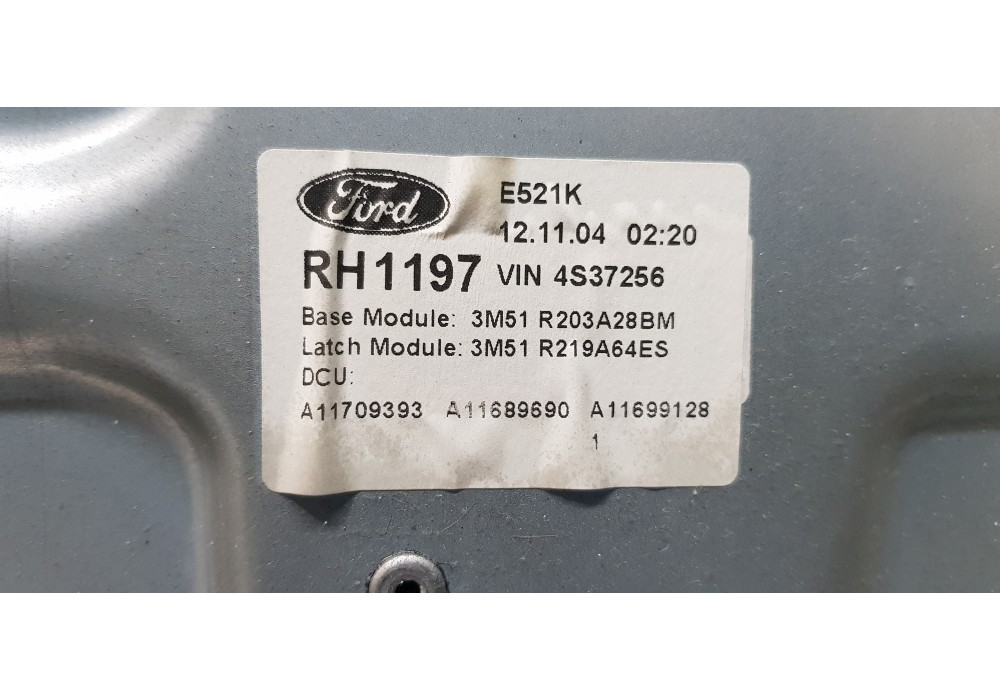 Ford E521K
12.11.04 02:20
RH1197 VIN 4S37256
Base Module: 3M51 R203A28BM
Latch Module: 3M51 R219A64ES
DCU:
A11709393 A11689690 A11699128
1